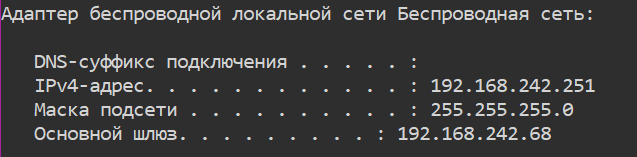 Адаптер беспроводной локальной сети Беспроводная сеть:
DNS-суффикс подключения . . . . . :
IPv4-адрес. . . . . . . . . . . . : 192.168.242.251
Маска подсети . . . . . . . . . . : 255.255.255.0
Основной шлюз. . . . . . . . . : 192.168.242.68